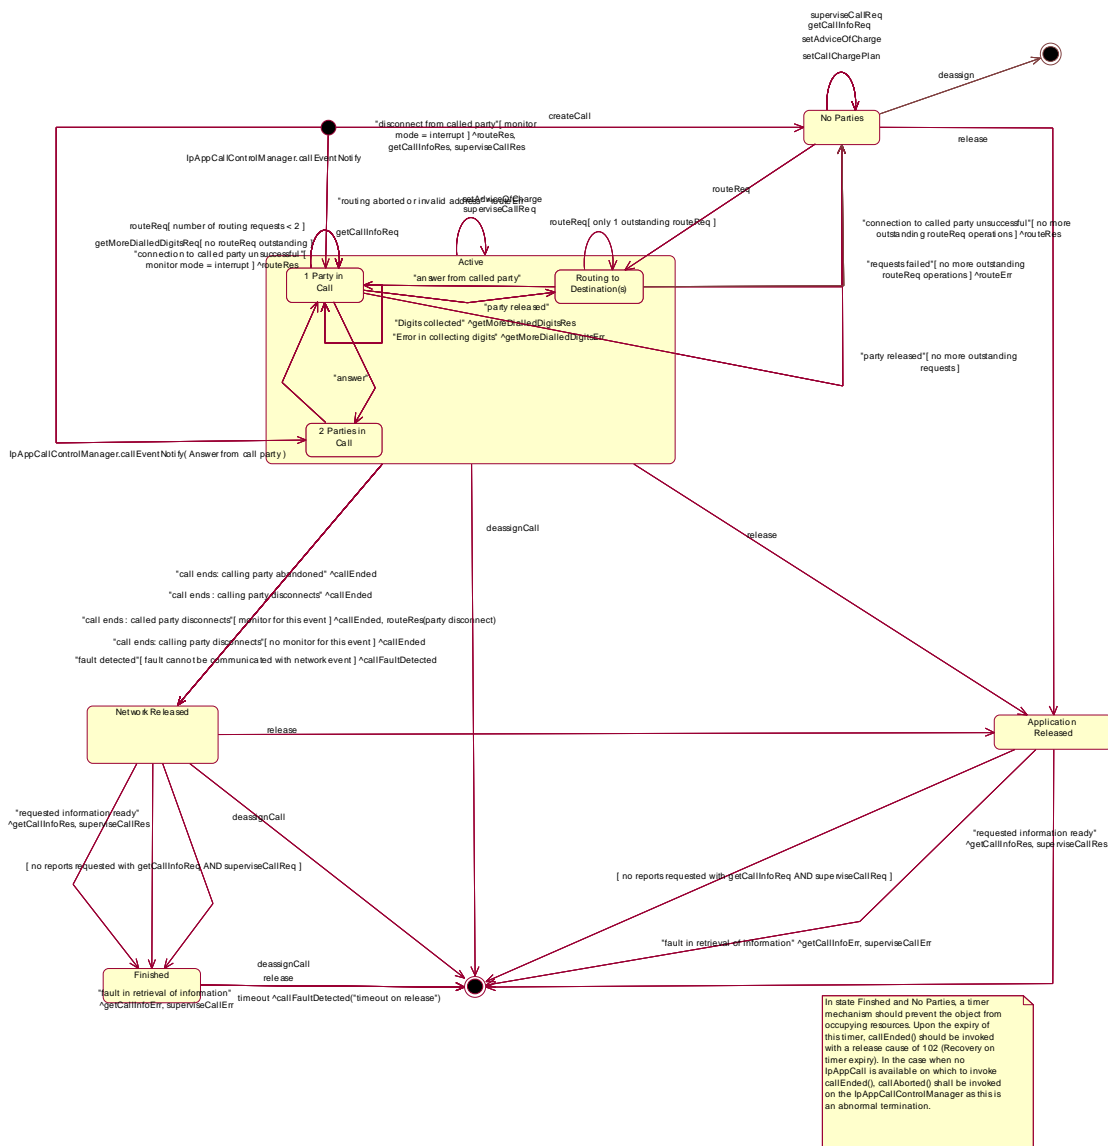 superviseCallReq
getCallInfoReq
setAdviceOfCharge
setCallChargePlan
deassign
No Parties
createCall
"disconnect from called party"[ monitor
mode = interrupt ] ^routeRes,
getCallInfoRes, superviseCallRes
release
IpAppCallControlManager.callEventNotify
routeReq
"routing aborted or invalid address" ^routeErr
setAdviceOfCharge
superviseCallReq
routeReq[ number of routing requests < 2 ]
getCallInfoReq
routeReq[ only 1 outstanding routeReq ]
"connection to called party unsuccessful"[ no more
outstanding routeReq operations ] ^routeRes
getMoreDialledDigitsReq[ no routeReq outstanding ]
"connection to called party unsuccessful"[
monitor mode = interrupt ] ^routeRes
Active
"requests failed"[ no more outstanding
routeReq operations ] ^routeErr
1 Party in
Call
"answer from called party"
Routing to
Destination(s)
"party released"
"Digits collected" ^getMoreDialledDigitsRes
"Error in collecting digits" ^getMoreDialledDigitsErr
"party released"[ no more outstanding
requests ]
"answer"
2 Parties in
Call
IpAppCallControlManager.callEventNotify( Answer from call party )
deassignCall
release
"call ends: calling party abandoned" ^callEnded
"call ends : calling party disconnects" ^callEnded
"call ends : called party disconnects"[ monitor for this event ] ^callEnded, routeRes(party disconnect)
"call ends: calling party disconnects"[ no monitor for this event ] ^callEnded
"fault detected"[ fault cannot be communicated with network event ] ^callFaultDetected
Network Released
release
Application
Released
"requested information ready"
^getCallInfoRes, superviseCallRes
deassignCall
"requested information ready"
^getCallInfoRes, superviseCallRes
[ no reports requested with getCallInfoReq AND superviseCallReq ]
[ no reports requested with getCallInfoReq AND superviseCallReq ]
"fault in retrieval of information" ^getCallInfoErr, superviseCallErr
Finished
deassignCall
release
"fault in retrieval of information"
^getCallInfoErr, superviseCallErr
timeout ^callFaultDetected("timeout on release")
In state Finshed and No Parties, a timer
mechanism should prevent the object from
occupying resources. Upon the expiry of
this timer, callEnded() should be invoked
with a release cause of 102 (Recovery on
timer expiry). In the case when no
IpAppCall is available on which to invoke
callEnded(), callAborted() shall be invoked
on the IpAppCallControlManager as this is
an abnormal termination.